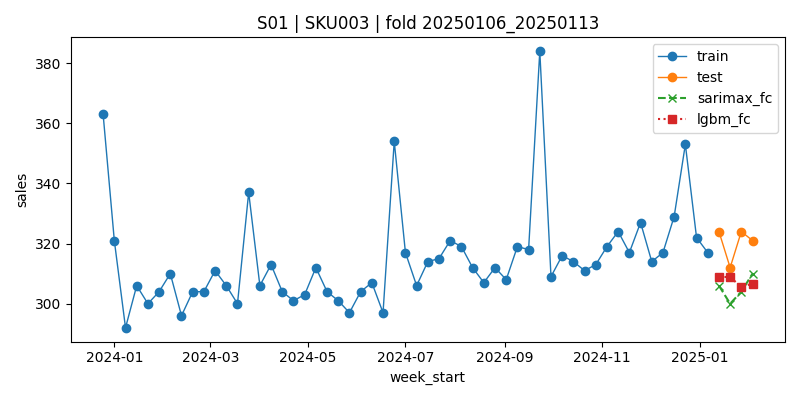 S01 | SKU003 | fold 20250106_20250113
train
test
sarimax_fc
lgbm_fc
sales
380
360
340
320
300
2024-01
2024-03
2024-05
2024-07
2024-09
2024-11
2025-01
week_start